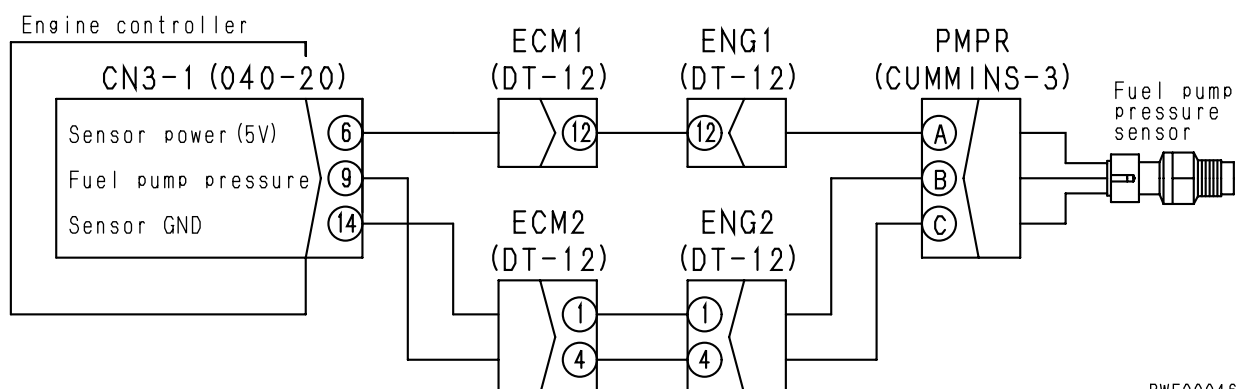 Engine controller
CN3-1 (040-20)
Sensor power (5V)
6
Fuel pump pressure
9
Sensor GND
14
ECM1
(DT-12)
12
ENG1
(DT-12)
12
ECM2
(DT-12)
1
4
ENG2
(DT-12)
1
4
PMPR
(CUMMINS-3)
A
B
C
Fuel pump
pressure
sensor